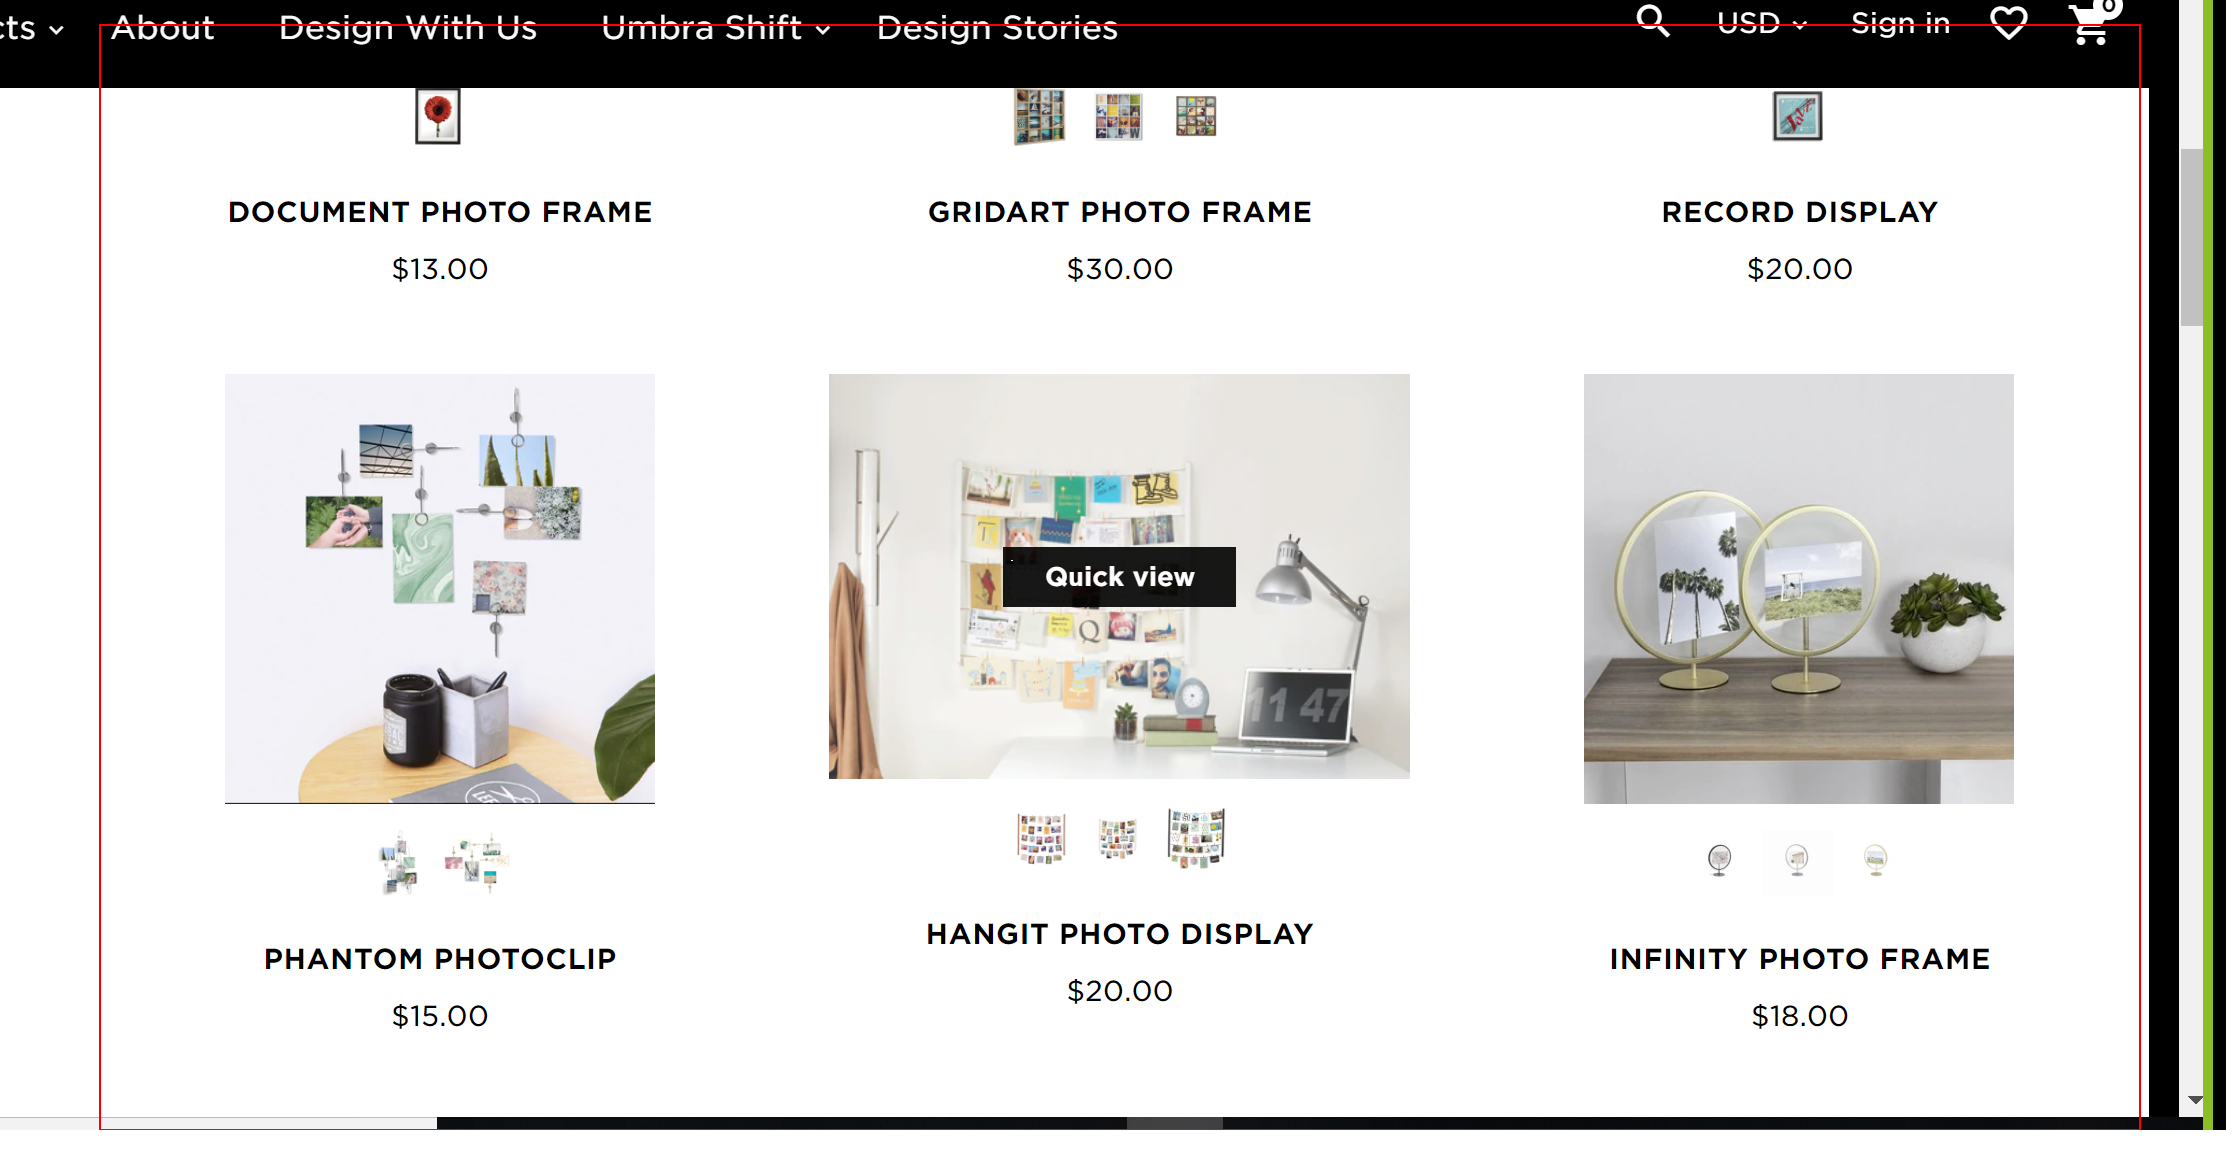 cts About Design With Us Umbra Shift Design Stories USD Sign in 0
DOCUMENT PHOTO FRAME GRIDART PHOTO FRAME RECORD DISPLAY
$13.00 $30.00 $20.00
Quick view
11 47
PHANTOM PHOTOCLIP HANGIT PHOTO DISPLAY INFINITY PHOTO FRAME
$15.00 $20.00 $18.00